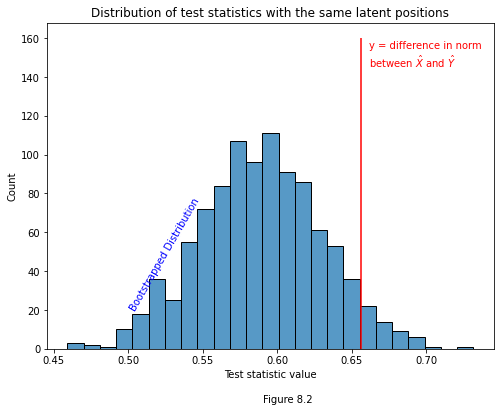 Distribution of test statistics with the same latent positions
160
140
120
100
80
60
40
20
0
Count
y = difference in norm
between X̂ and Ŷ
Bootstrapped Distribution
0.45 0.50 0.55 0.60 0.65 0.70
Test statistic value
Figure 8.2